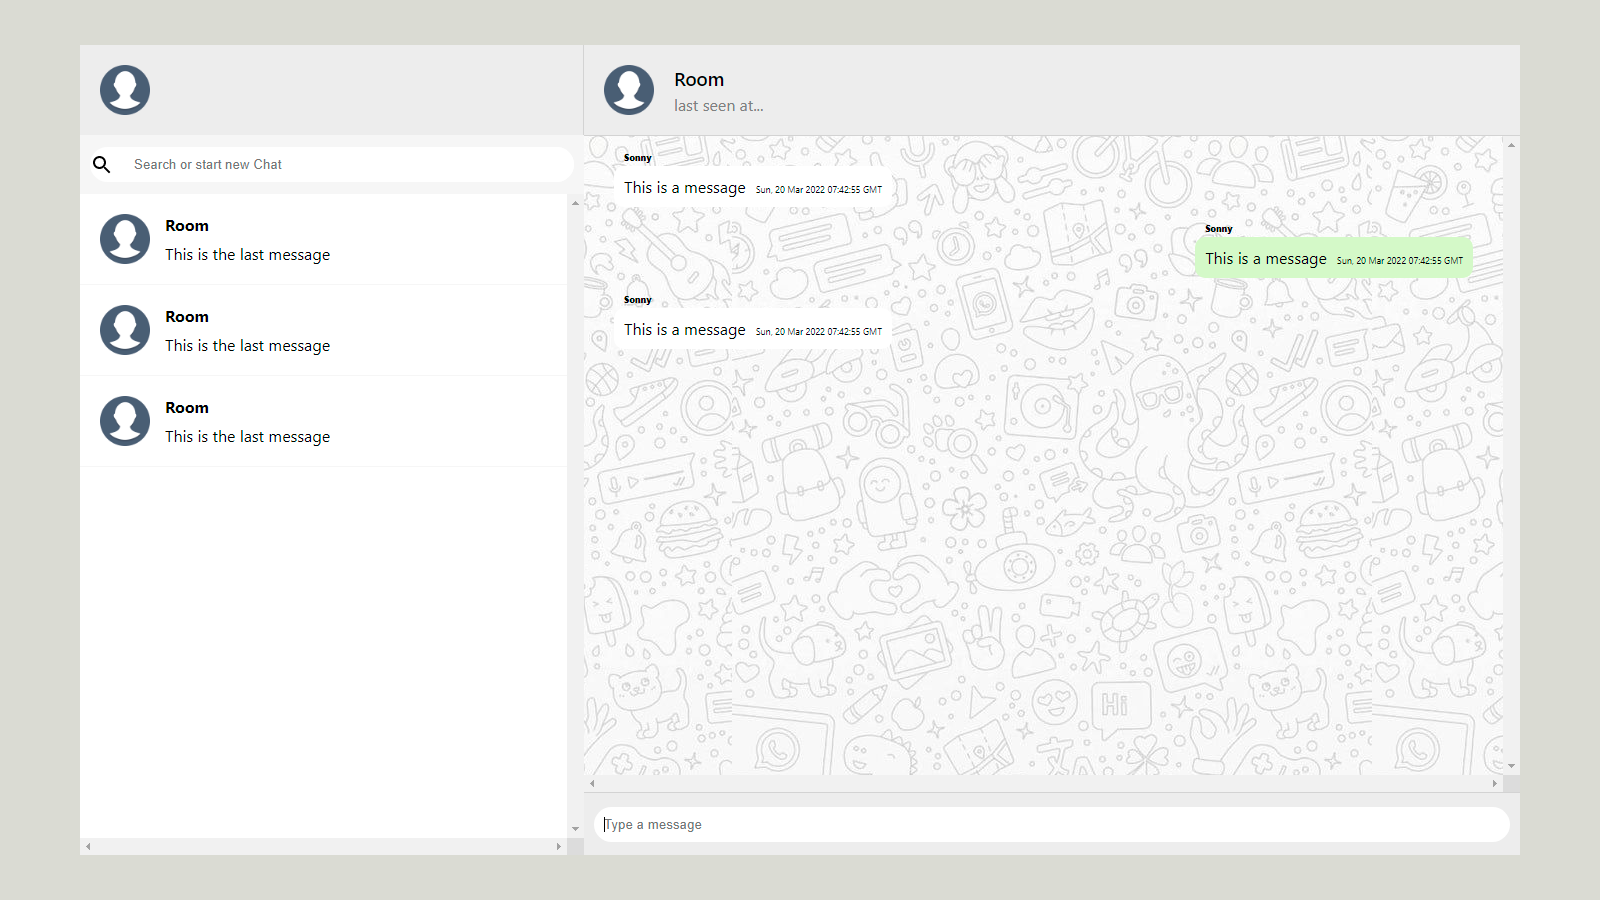 Room
last seen at...
Search or start new Chat
Room
This is the last message
Room
This is the last message
Room
This is the last message
Sonny
This is a message Sun, 20 Mar 2022 07:42:55 GMT
Sonny
This is a message Sun, 20 Mar 2022 07:42:55 GMT
Sonny
This is a message Sun, 20 Mar 2022 07:42:55 GMT
Hi
Type a message